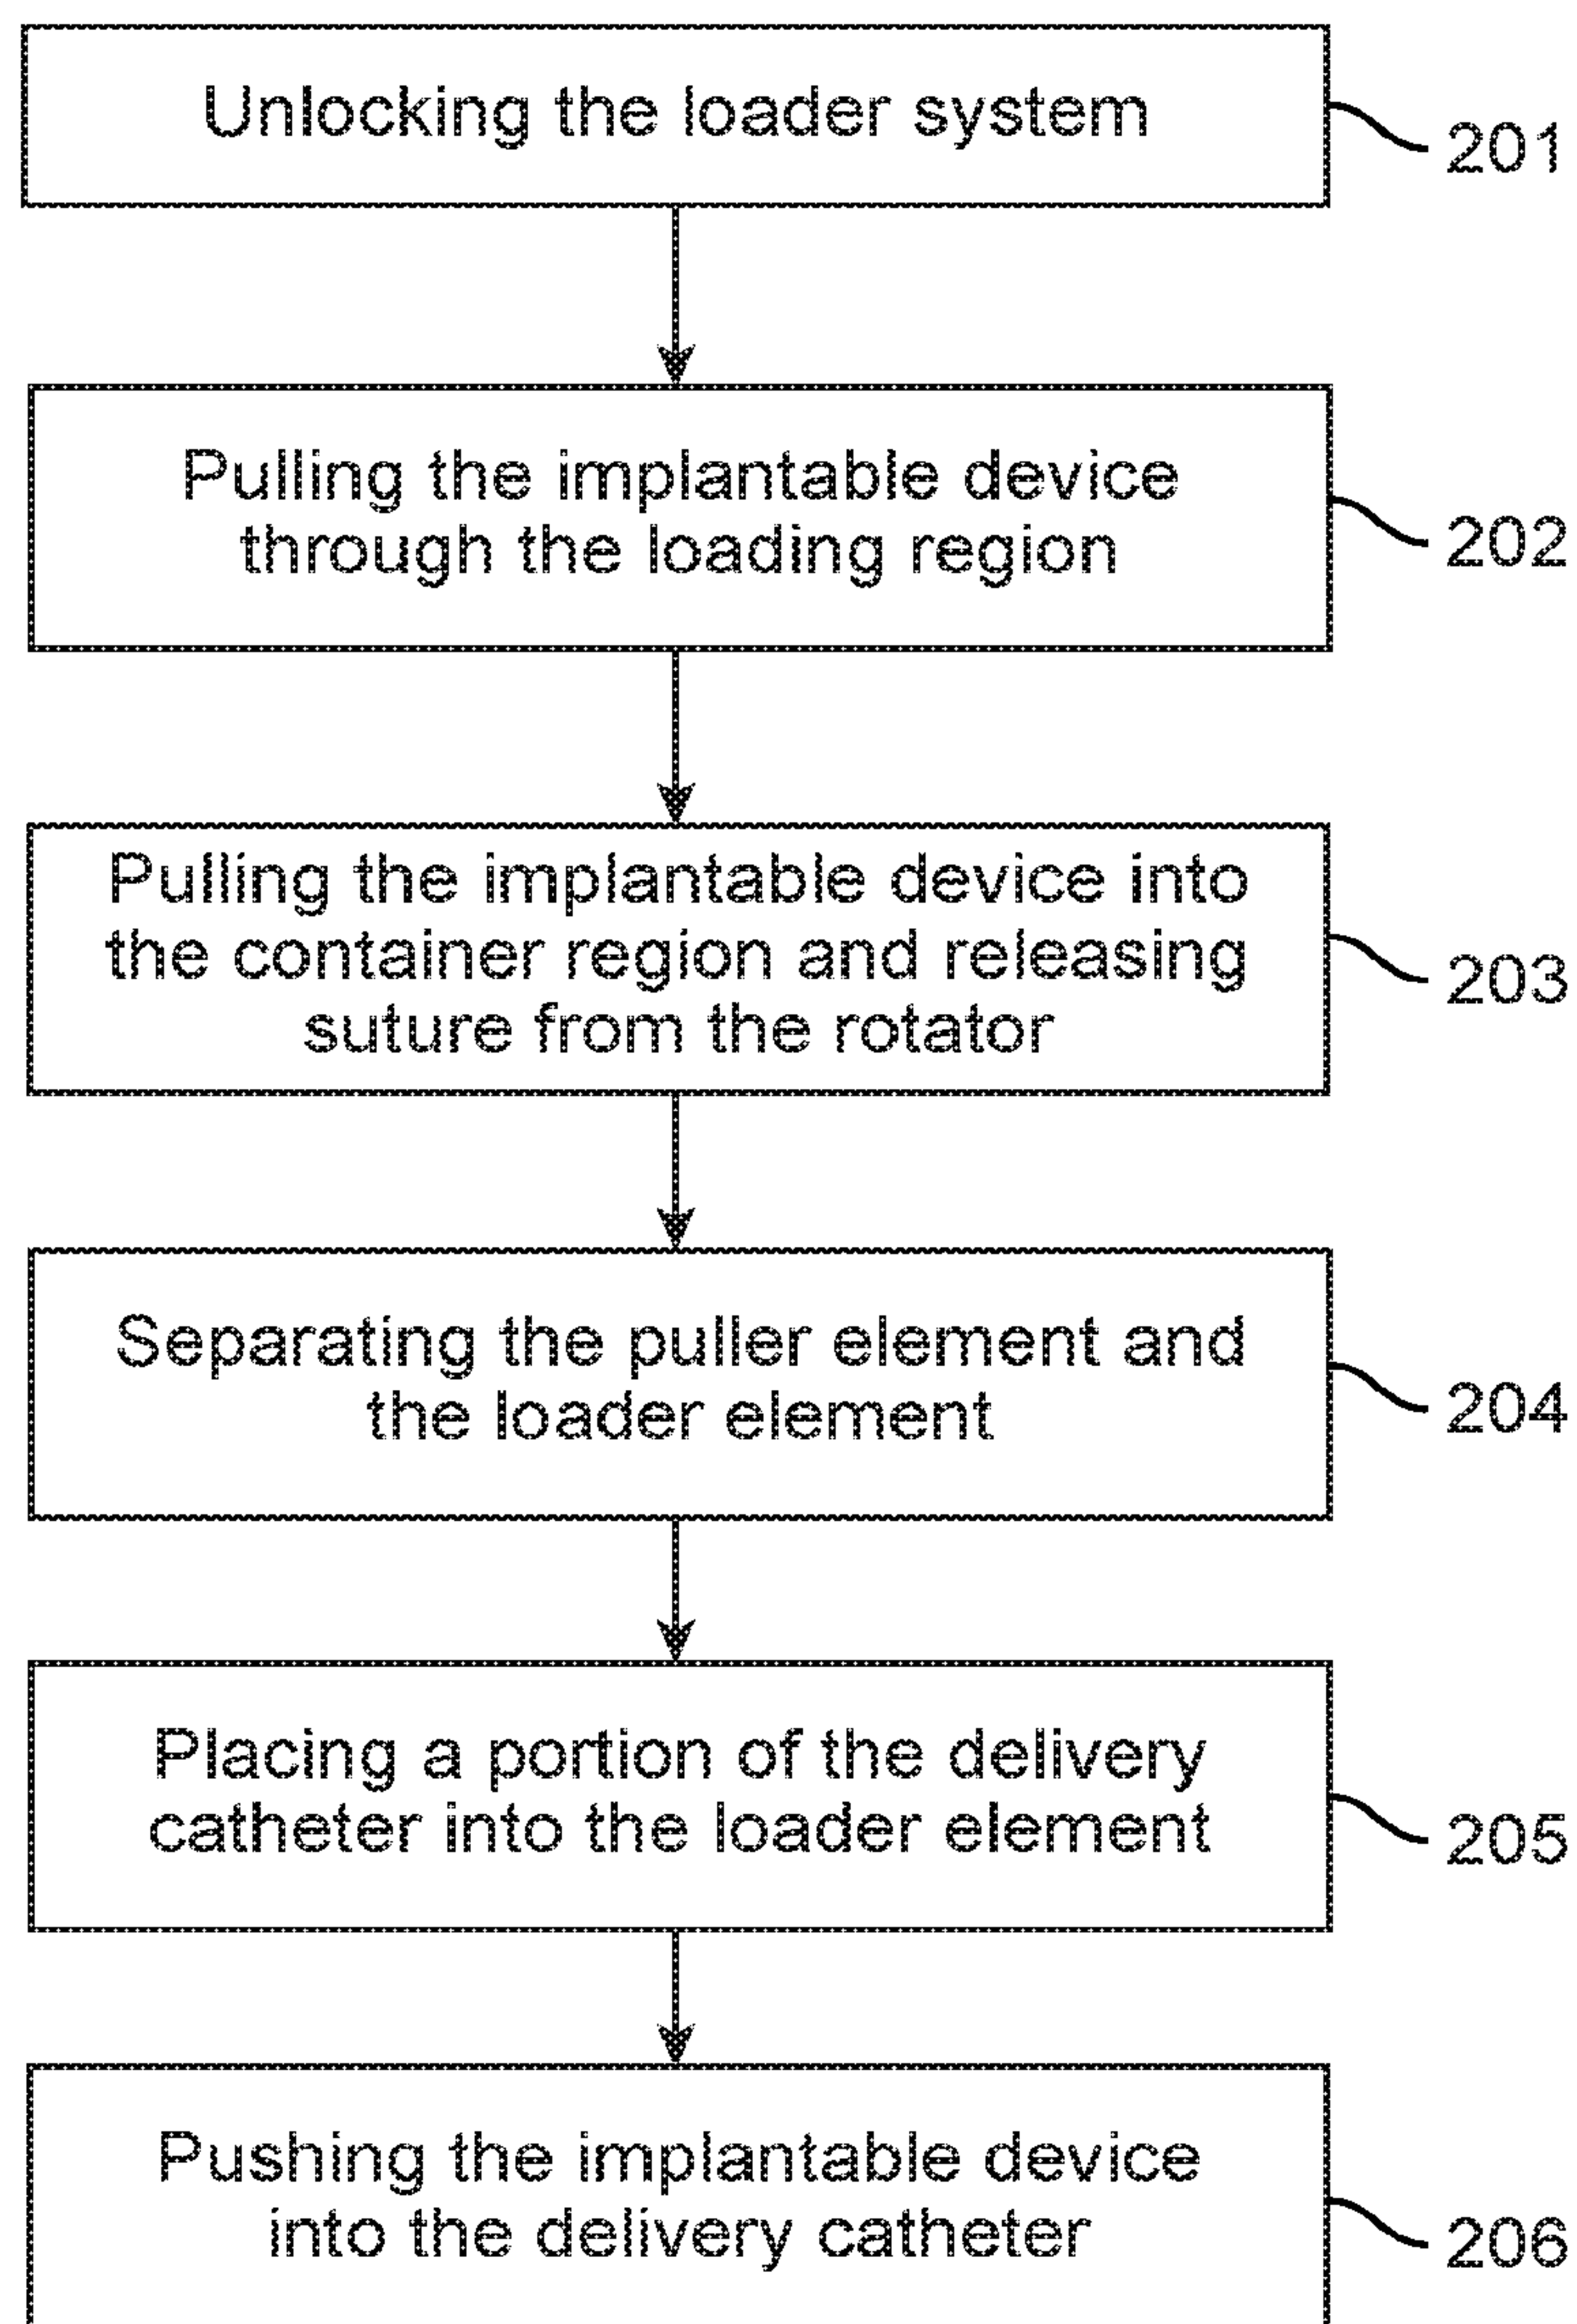 Unlocking the loader system
201
Pulling the implantable device
through the loading region
202
Pulling the implantable device into
the container region and releasing
suture from the rotator
203
Separating the puller element and
the loader element
204
Placing a portion of the delivery
catheter into the loader element
205
Pushing the implantable device
into the delivery catheter
206